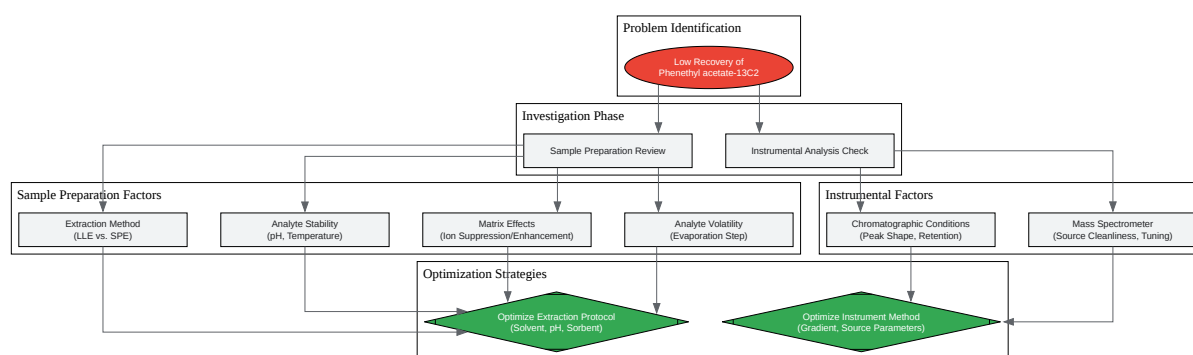 Problem Identification
Low Recovery of
Phenethyl acetate-13C2
Investigation Phase
Sample Preparation Review
Instrumental Analysis Check
Sample Preparation Factors
Instrumental Factors
Extraction Method
(LLE vs. SPE)
Analyte Stability
(pH, Temperature)
Matrix Effects
(Ion Suppression/Enhancement)
Analyte Volatility
(Evaporation Step)
Chromatographic Conditions
(Peak Shape, Retention)
Mass Spectrometer
(Source Cleanliness, Tuning)
Optimization Strategies
Optimize Extraction Protocol
(Solvent, pH, Sorbent)
Optimize Instrument Method
(Gradient, Source Parameters)